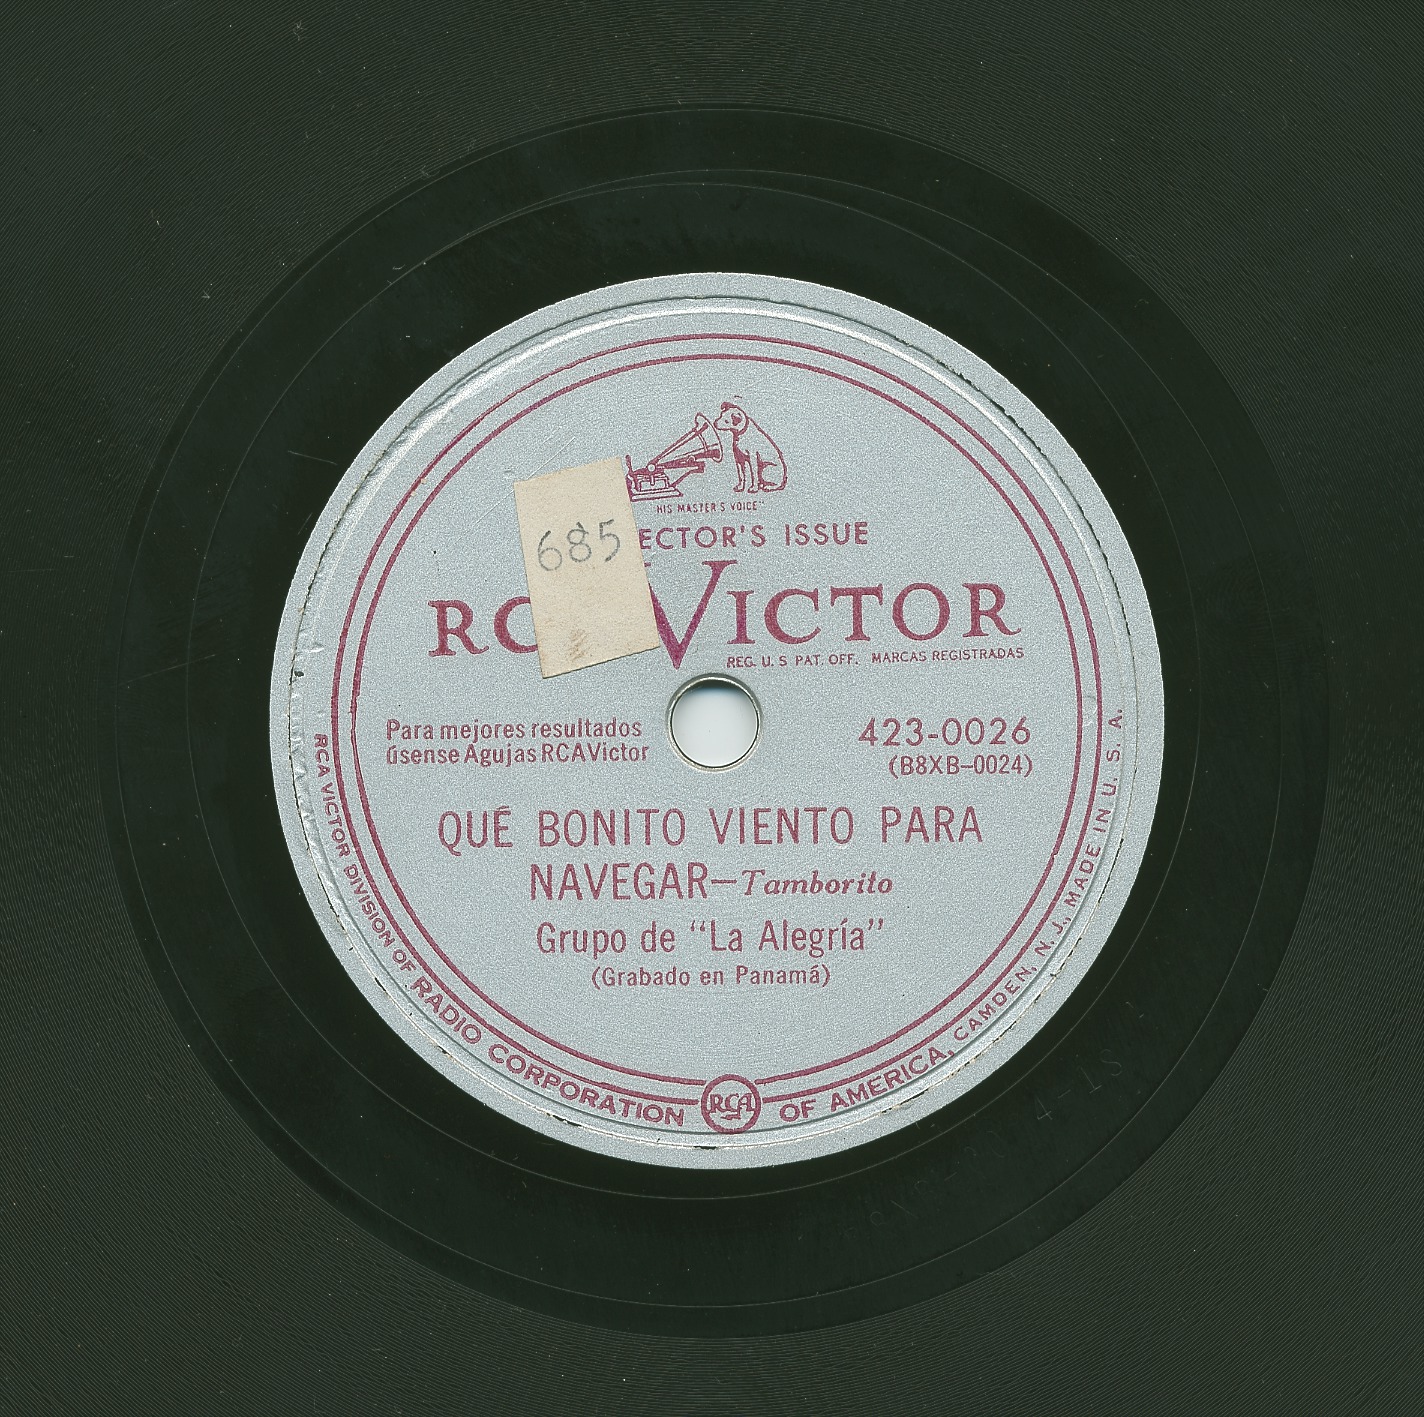 "HIS MASTER'S VOICE"
ECTOR'S ISSUE
685
RC VICTOR
REG. U. S. PAT. OFF. MARCAS REGISTRADAS
Para mejores resultados
úsense Agujas RCAVictor
423-0026
(B8XB-0024)
QUÉ BONITO VIENTO PARA
NAVEGAR-Tamborito
Grupo de "La Alegría"
(Grabado en Panamá)
RCA VICTOR DIVISION OF RADIO CORPORATION OF AMERICA, CAMDEN, N. J., MADE IN U. S. A.
RCA